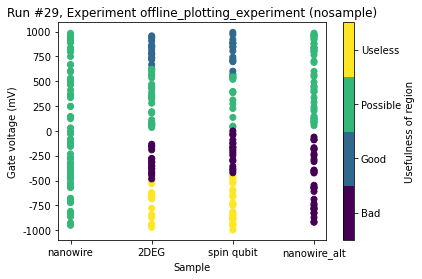 Run #29, Experiment offline_plotting_experiment (nosample)
1000
750
500
250
0
-250
-500
-750
-1000
Gate voltage (mV)
nanowire
2DEG
spin qubit
nanowire_alt
Sample
Useless
Possible
Good
Bad
Usefulness of region